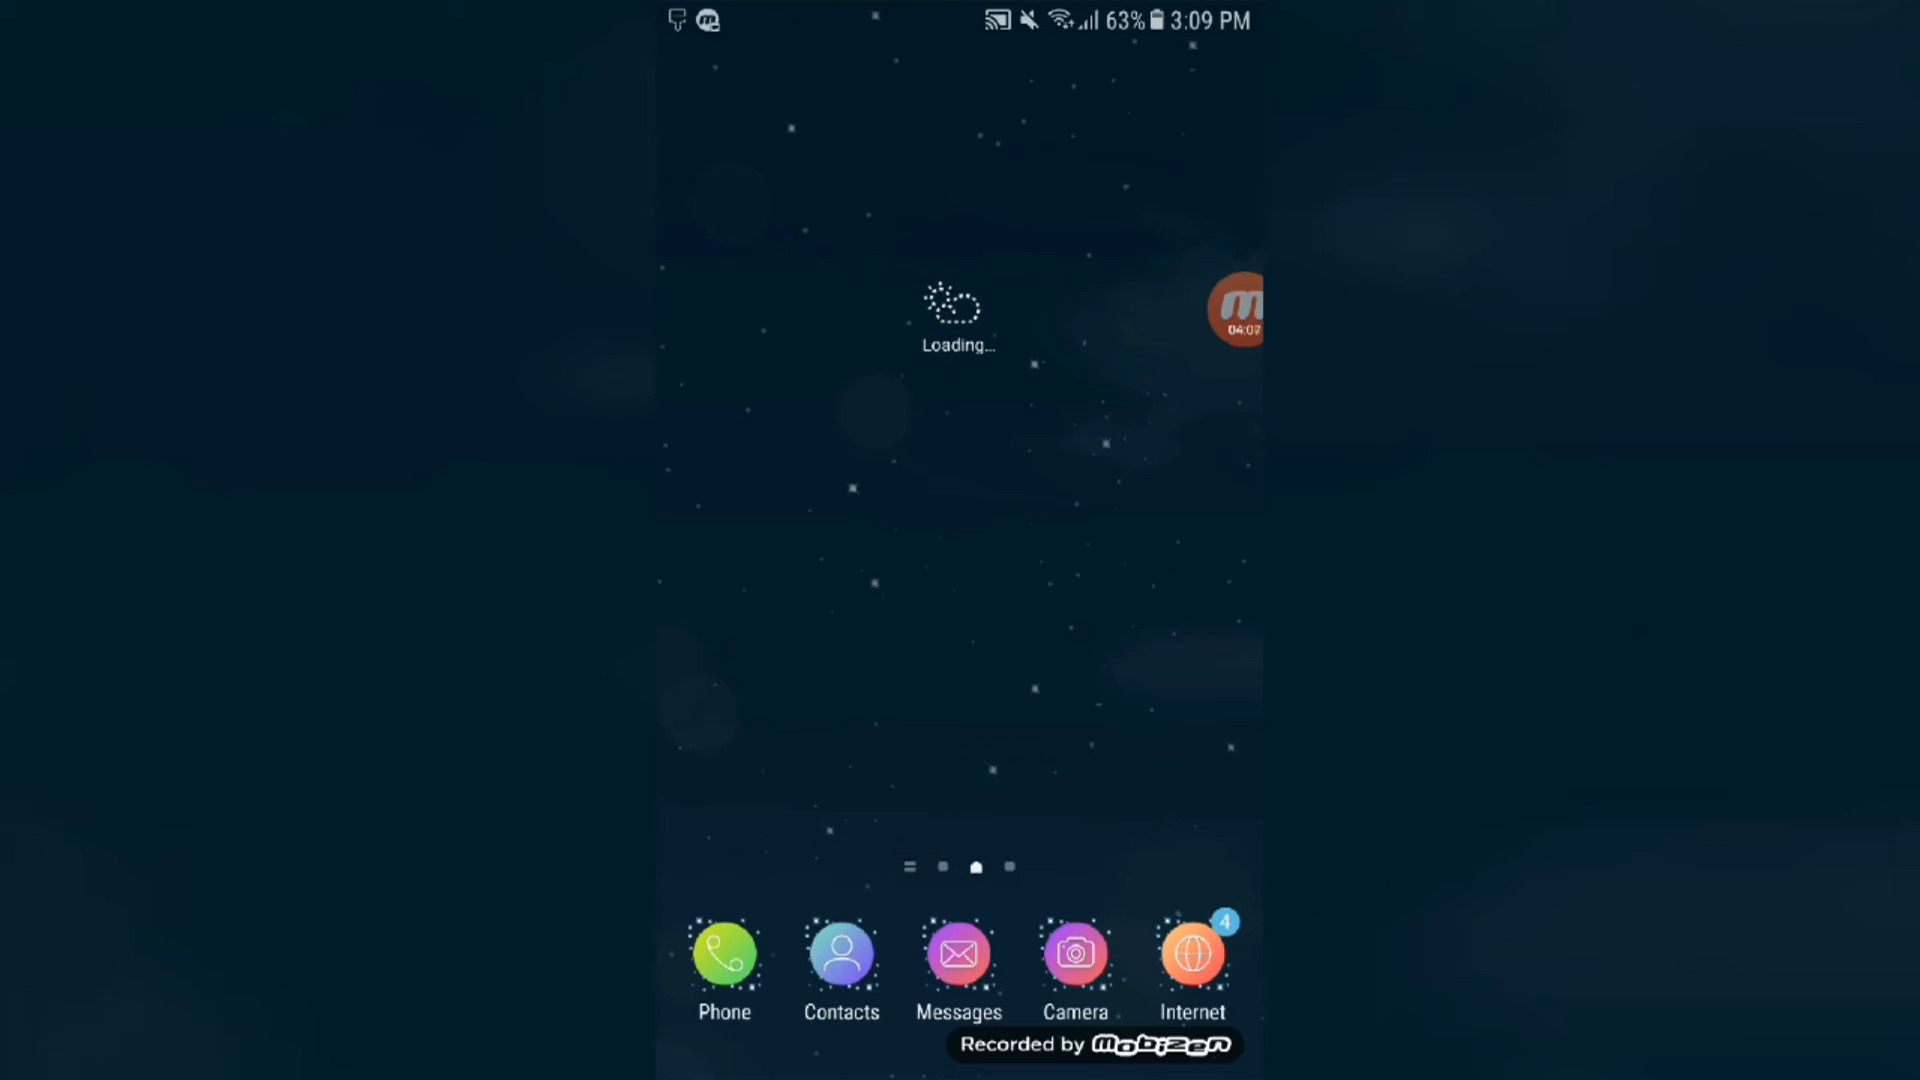 63% 3:09 PM
Loading...
04:07
4
Phone Contacts Messages Camera Internet
Recorded by Mobizen